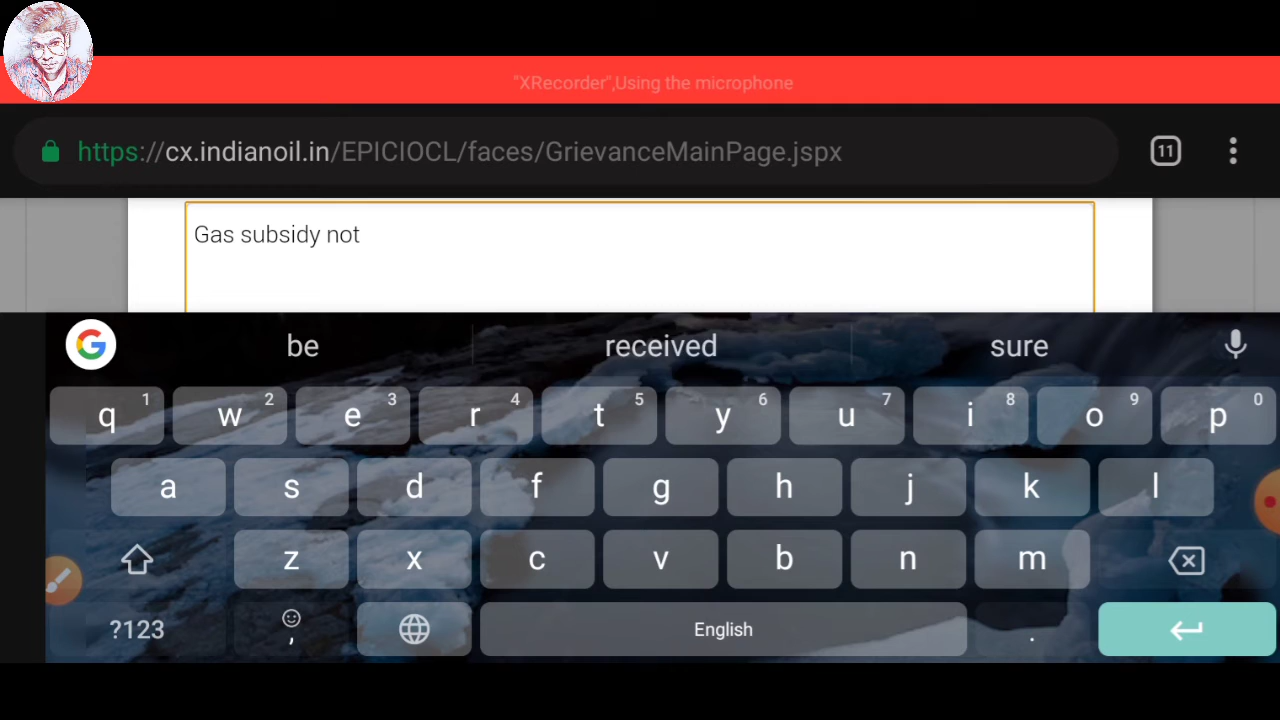 "XRecorder",Using the microphone
https://cx.indianoil.in/EPICIOCL/faces/GrievanceMainPage.jspx
11
Gas subsidy not
G be received sure
q 1 w 2 e 3 r 4 t 5 y 6 u 7 i 8 o 9 p 0
a s d f g h j k l
z x c v b n m
?123 , English .